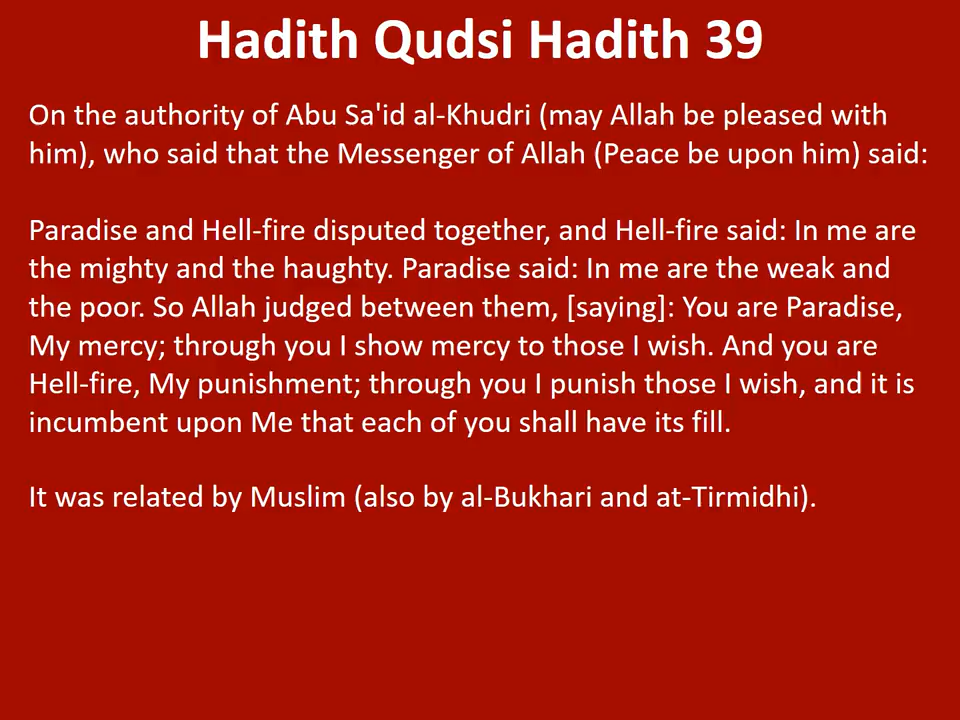 Hadith Qudsi Hadith 39
On the authority of Abu Sa'id al-Khudri (may Allah be pleased with
him), who said that the Messenger of Allah (Peace be upon him) said:
Paradise and Hell-fire disputed together, and Hell-fire said: In me are
the mighty and the haughty. Paradise said: In me are the weak and
the poor. So Allah judged between them, [saying]: You are Paradise,
My mercy; through you I show mercy to those I wish. And you are
Hell-fire, My punishment; through you I punish those I wish, and it is
incumbent upon Me that each of you shall have its fill.
It was related by Muslim (also by al-Bukhari and at-Tirmidhi).